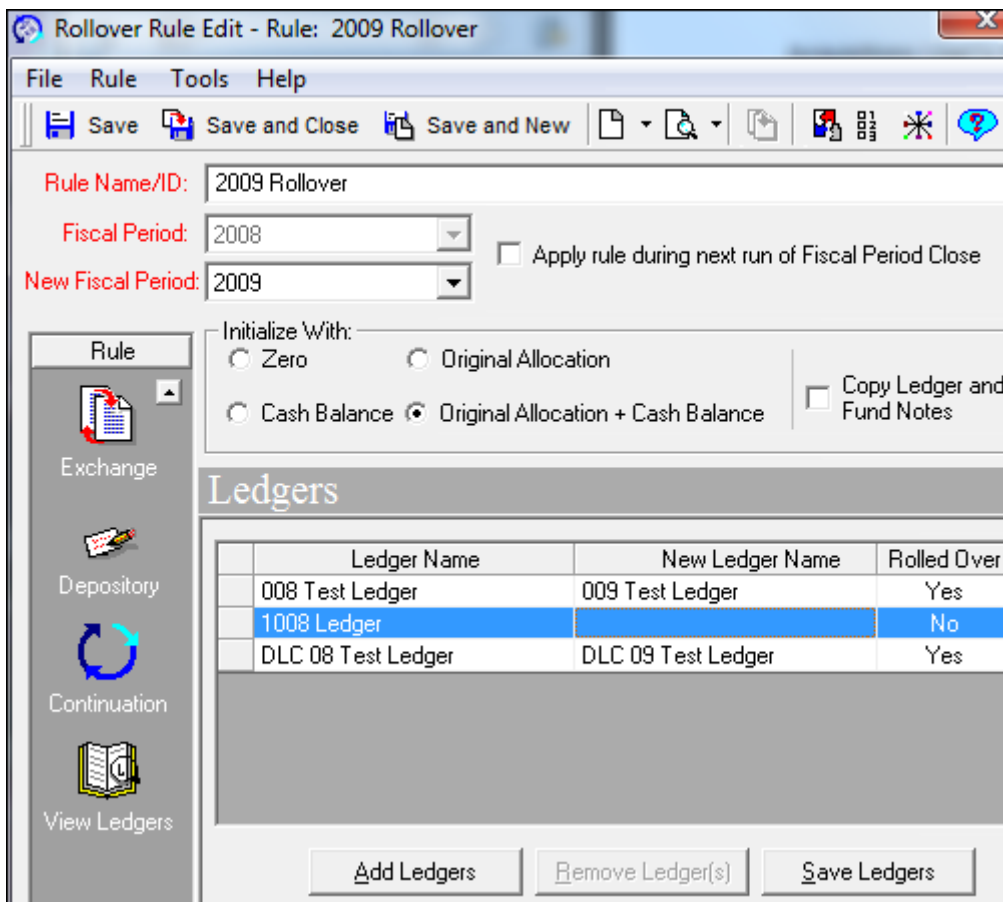 Rollover Rule Edit - Rule: 2009 Rollover
File Rule Tools Help
Save Save and Close Save and New
Rule Name/ID: 2009 Rollover
Fiscal Period: 2008
Apply rule during next run of Fiscal Period Close
New Fiscal Period: 2009
Initialize With:
Zero Original Allocation
Cash Balance Original Allocation + Cash Balance
Copy Ledger and
Fund Notes
Rule
Exchange
Depository
Continuation
View Ledgers
Ledgers
Ledger Name New Ledger Name Rolled Over
008 Test Ledger 009 Test Ledger Yes
1008 Ledger No
DLC 08 Test Ledger DLC 09 Test Ledger Yes
Add Ledgers Remove Ledger(s) Save Ledgers